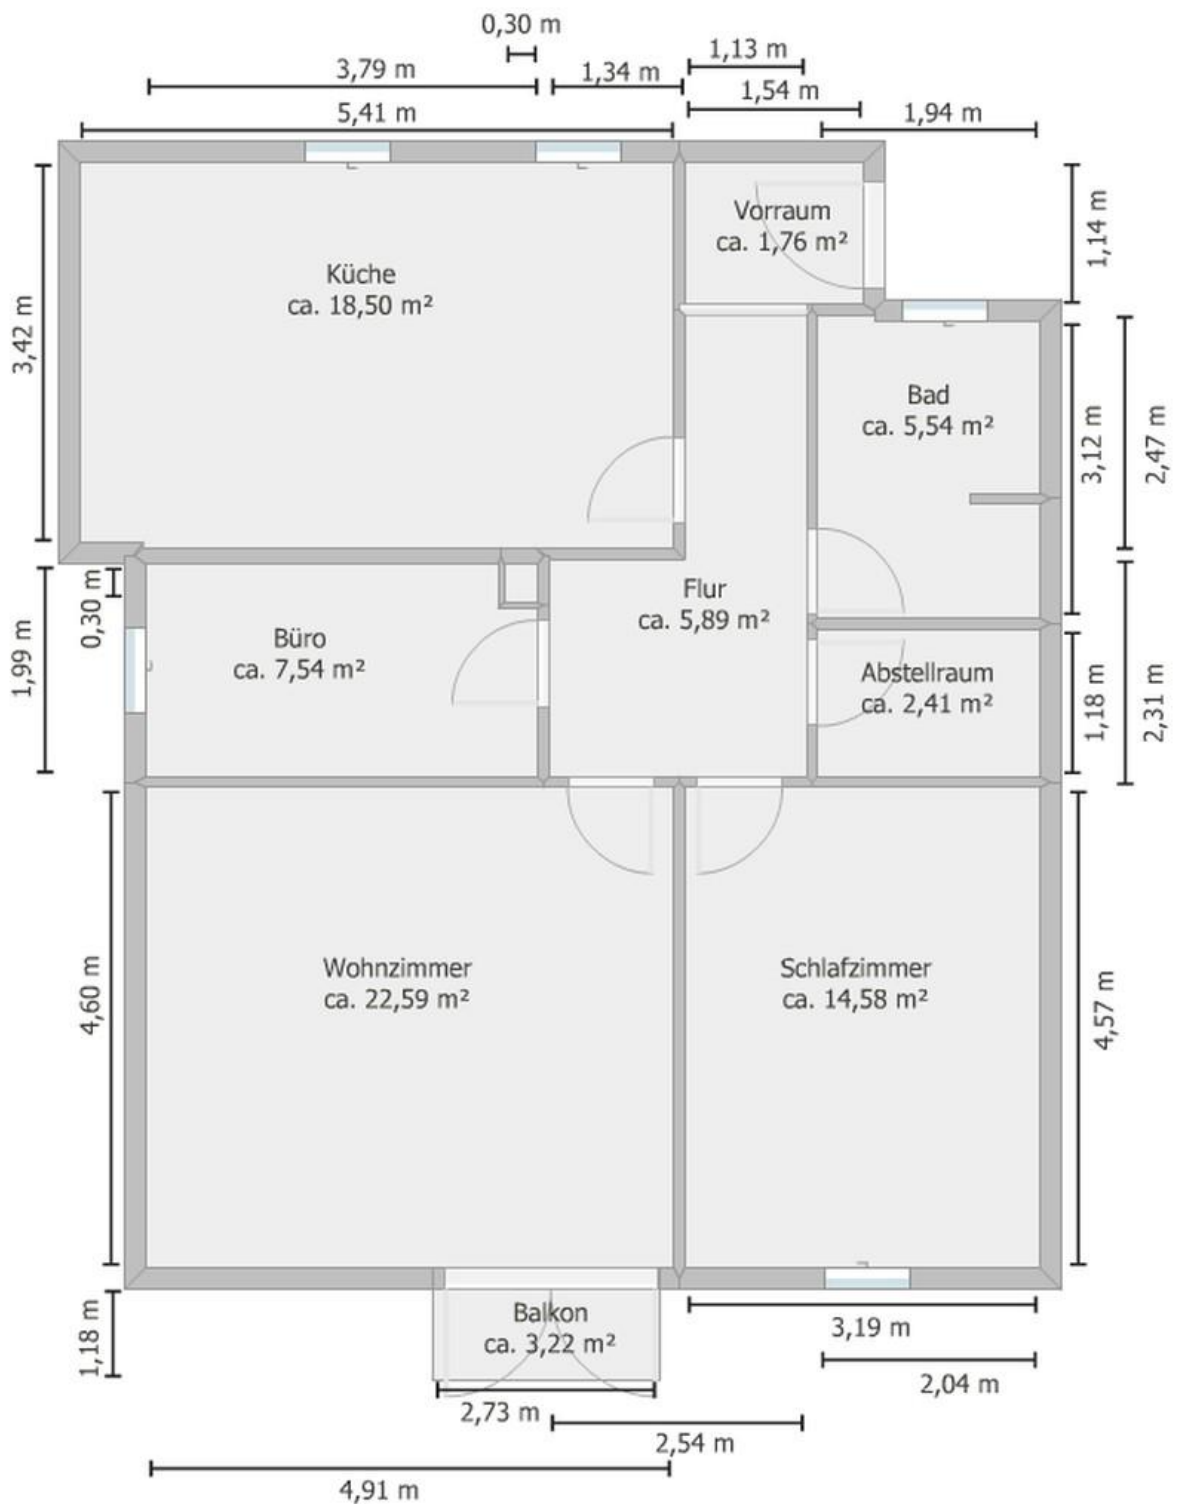 0,30 m
1,13 m
3,79 m
1,34 m
1,54 m
5,41 m
1,94 m
Vorraum
ca. 1,76 m²
1,14 m
Küche
ca. 18,50 m²
3,42 m
Bad
ca. 5,54 m²
3,12 m
2,47 m
0,30 m
Flur
ca. 5,89 m²
Büro
ca. 7,54 m²
1,99 m
Abstellraum
ca. 2,41 m²
1,18 m
2,31 m
Wohnzimmer
ca. 22,59 m²
Schlafzimmer
ca. 14,58 m²
4,60 m
4,57 m
Balkon
ca. 3,22 m²
1,18 m
3,19 m
2,04 m
2,73 m
2,54 m
4,91 m